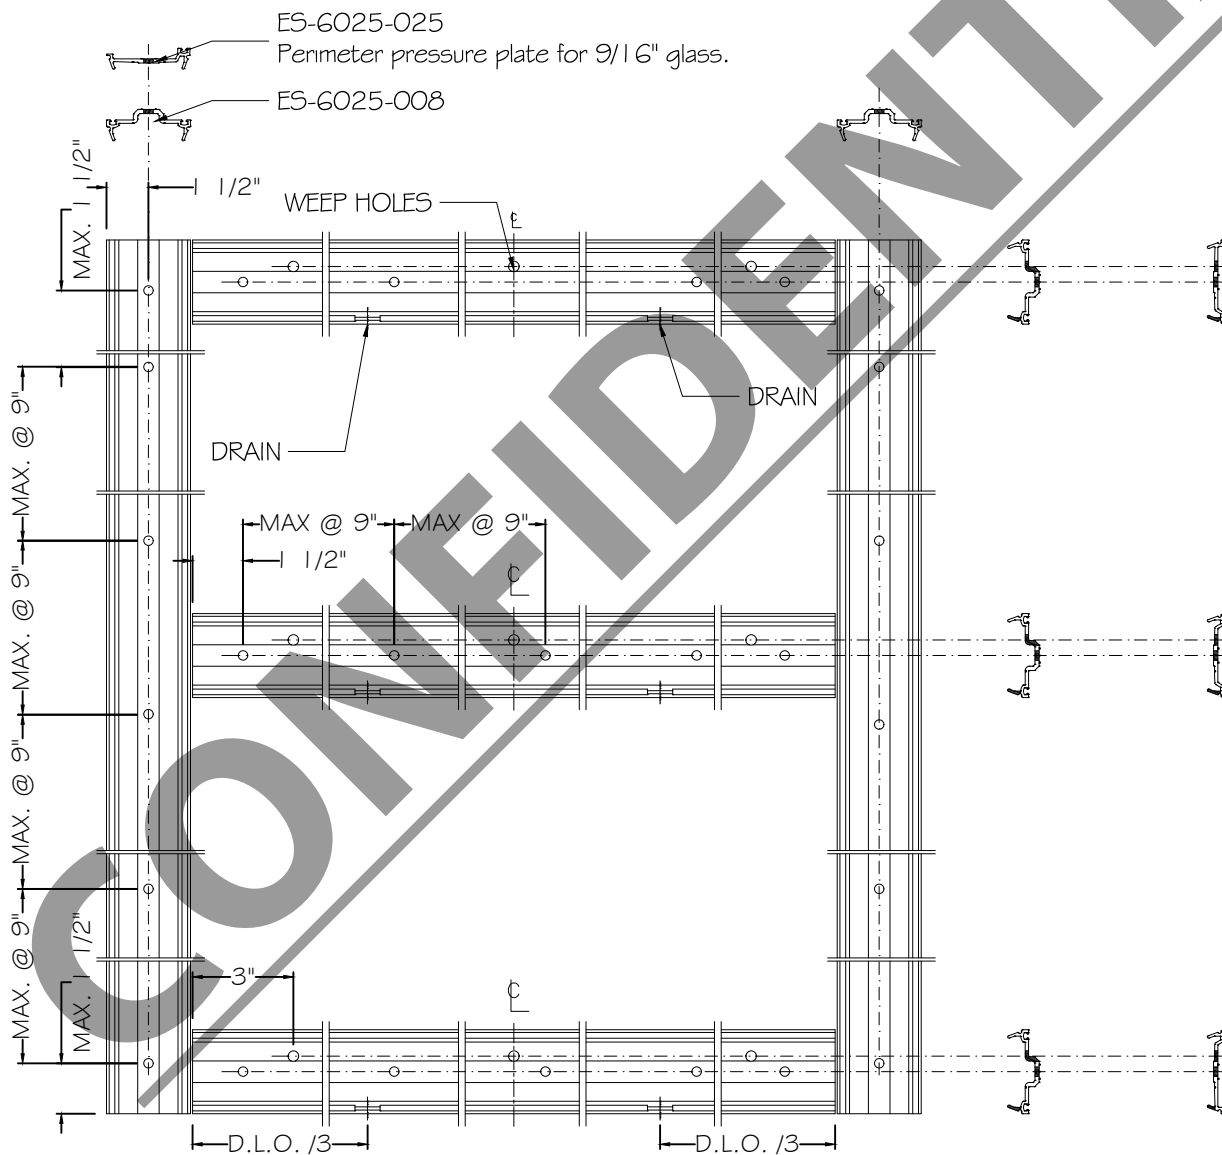 ES-6025-025
Perimeter pressure plate for 9/16" glass.
ES-6025-008
MAX. 1 1/2"
1 1/2"
WEEP HOLES
℄
DRAIN
DRAIN
MAX. @ 9"
MAX. @ 9"
MAX. @ 9"
MAX. @ 9"
MAX @ 9"
MAX @ 9"
1 1/2"
℄
MAX. 1 1/2"
3"
℄
D.L.O. /3
D.L.O. /3
CONFIDENTI